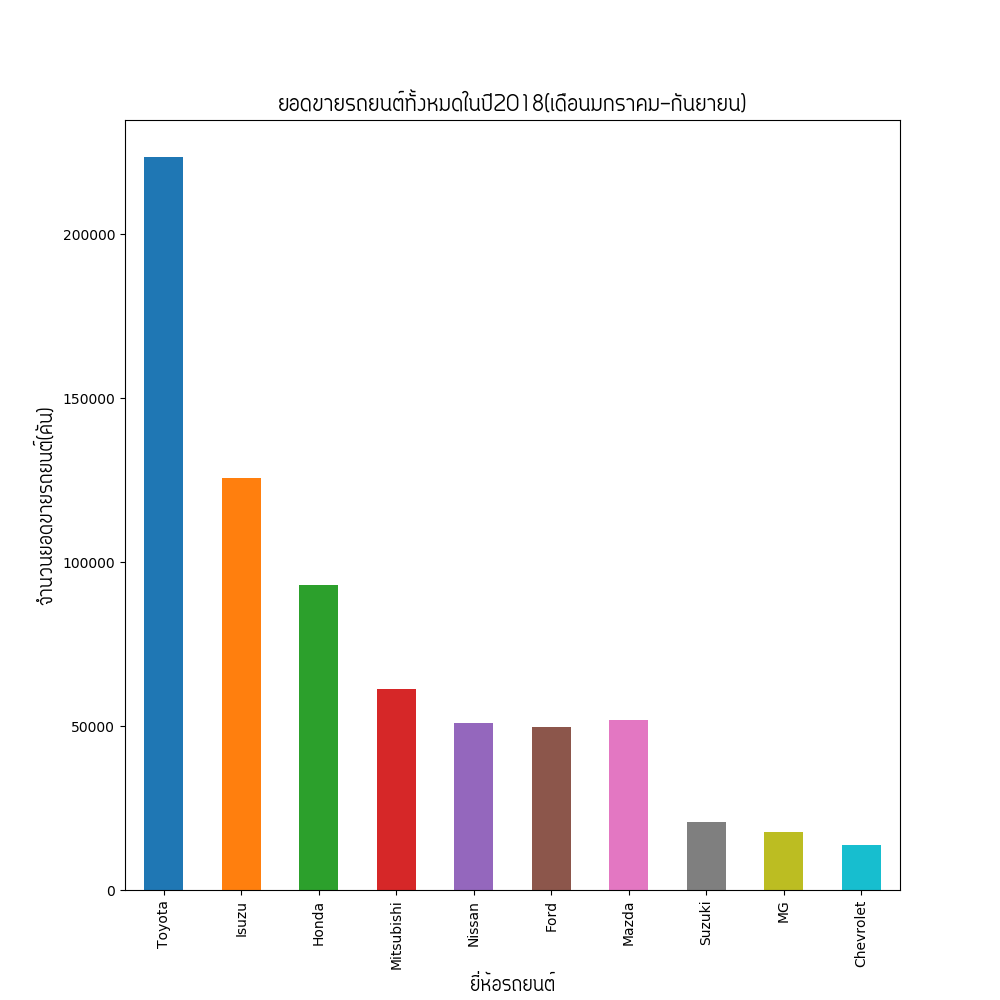 ยอดขายรถยนต์ทั้งหมดในปี2018(เดือนมกราคม-กันยายน)
จำนวนยอดขายรถยนต์(คัน)
200000
150000
100000
50000
0
Toyota
Isuzu
Honda
Mitsubishi
Nissan
Ford
Mazda
Suzuki
MG
Chevrolet
ยี่ห้อรถยนต์